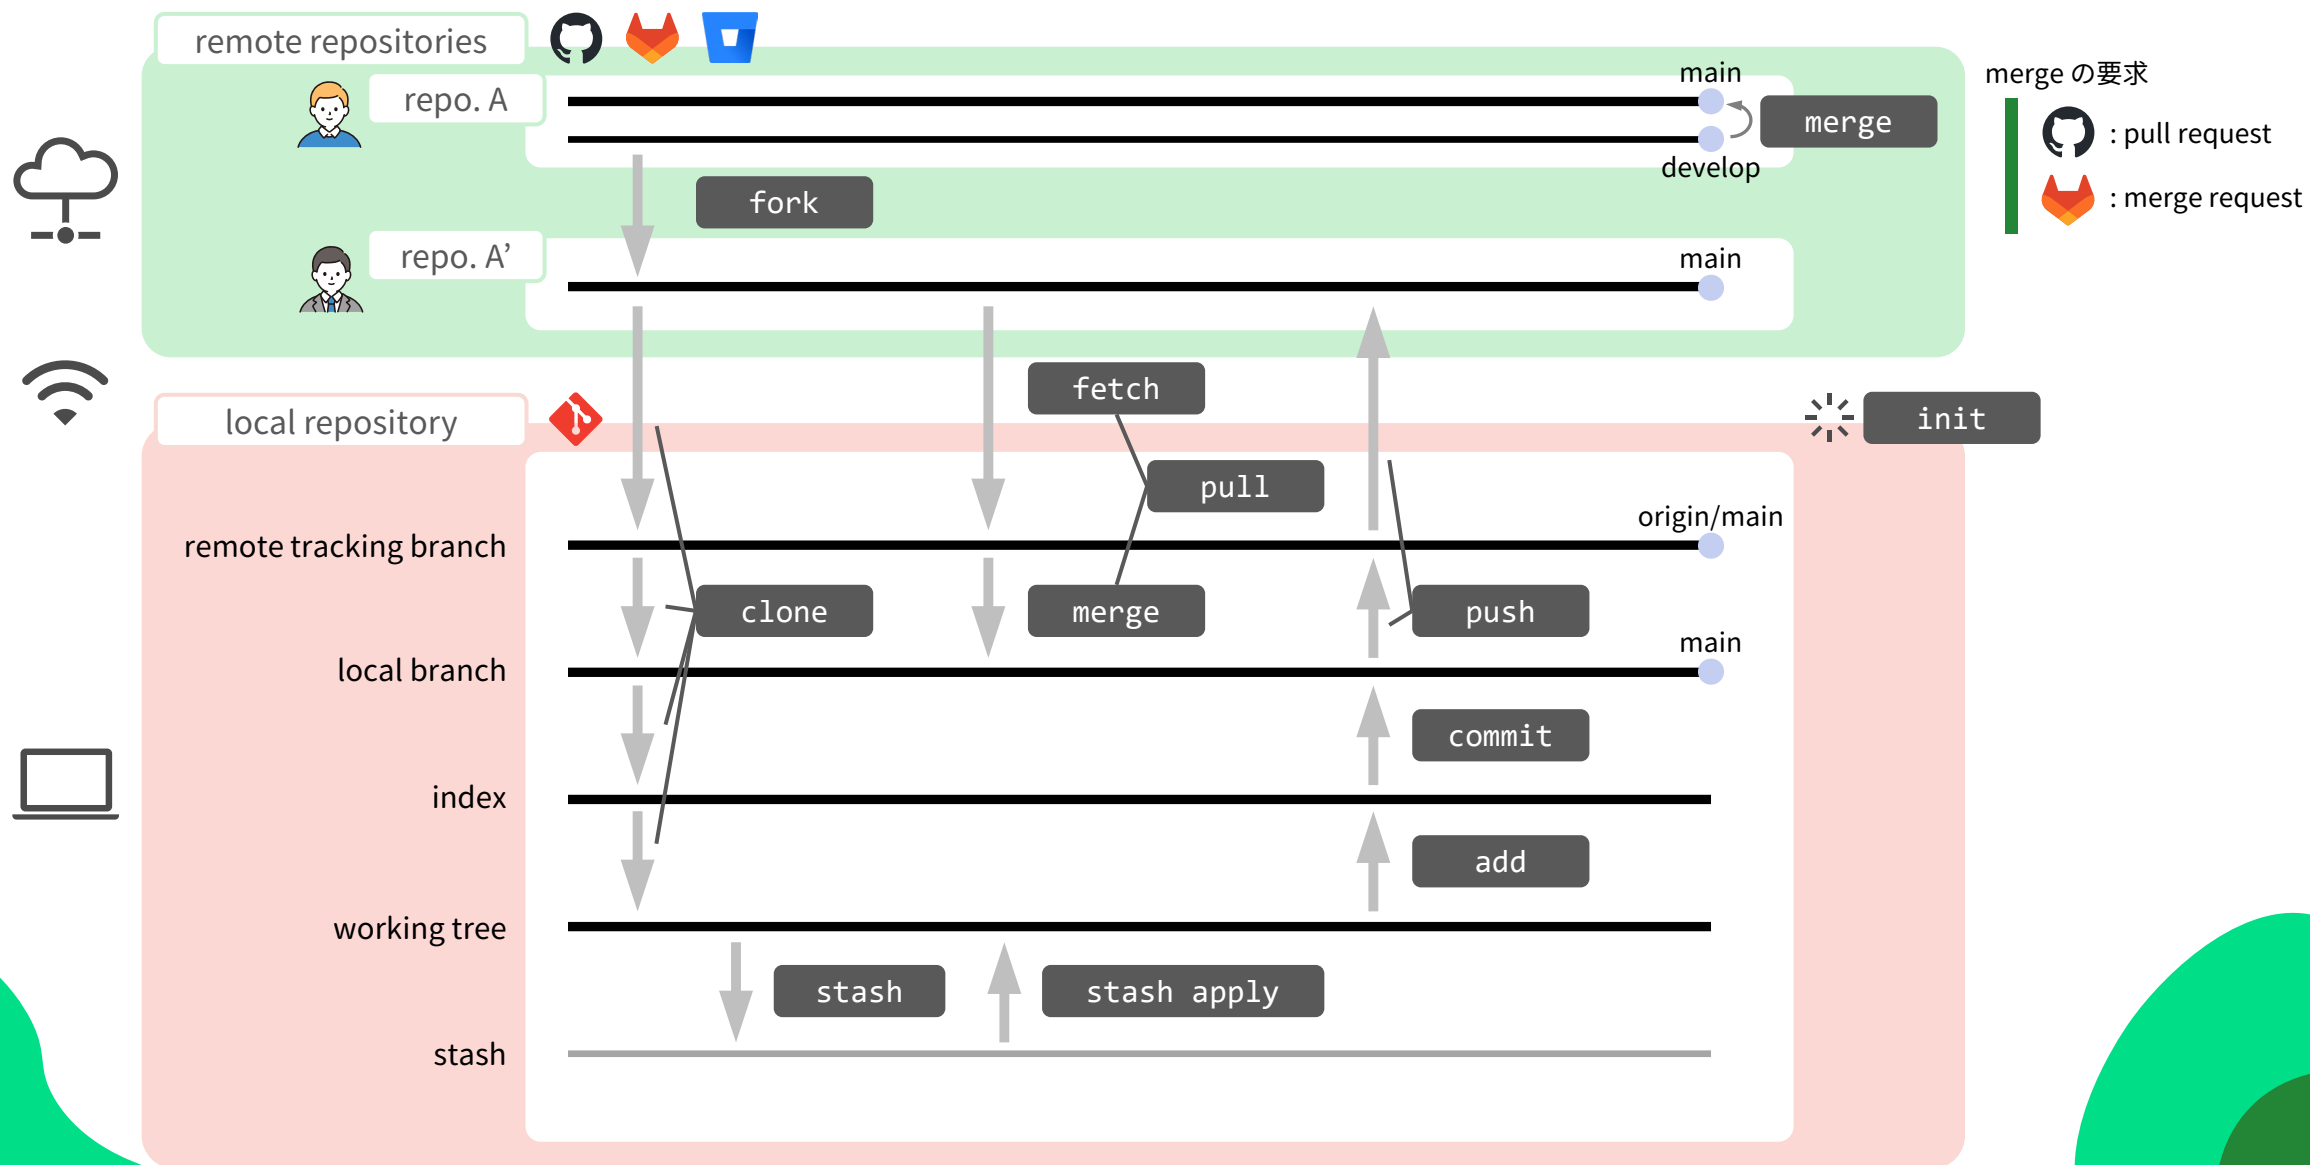 remote repositories
repo. A
main
merge
develop
merge の要求
: pull request
: merge request
fork
repo. A’
main
fetch
local repository
init
pull
origin/main
remote tracking branch
clone
merge
push
main
local branch
commit
index
add
working tree
stash
stash apply
stash